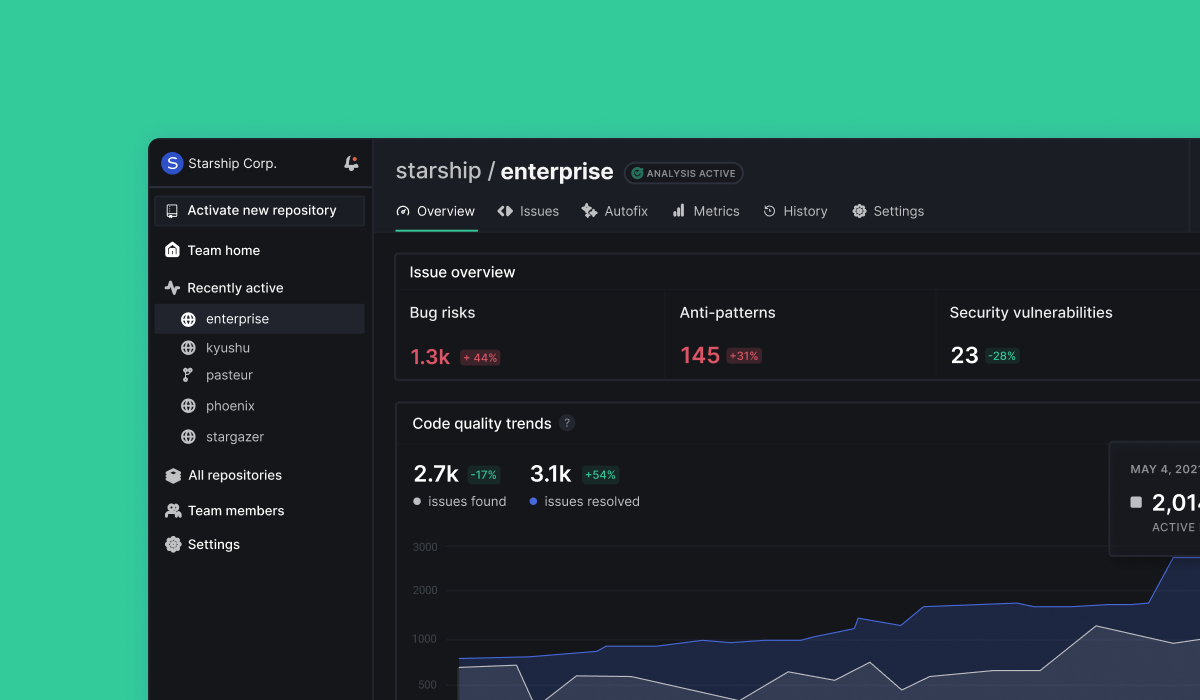 S Starship Corp.
Activate new repository
Team home
Recently active
enterprise
kyushu
pasteur
phoenix
stargazer
All repositories
Team members
Settings
starship / enterprise ANALYSIS ACTIVE
Overview Issues Autofix Metrics History Settings
Issue overview
Bug risks
1.3k + 44%
Anti-patterns
145 +31%
Security vulnerabilities
23 -28%
Code quality trends ?
2.7k -17%
issues found
3.1k +54%
issues resolved
MAY 4, 2021
2,014
ACTIVE
3000
2000
1000
500